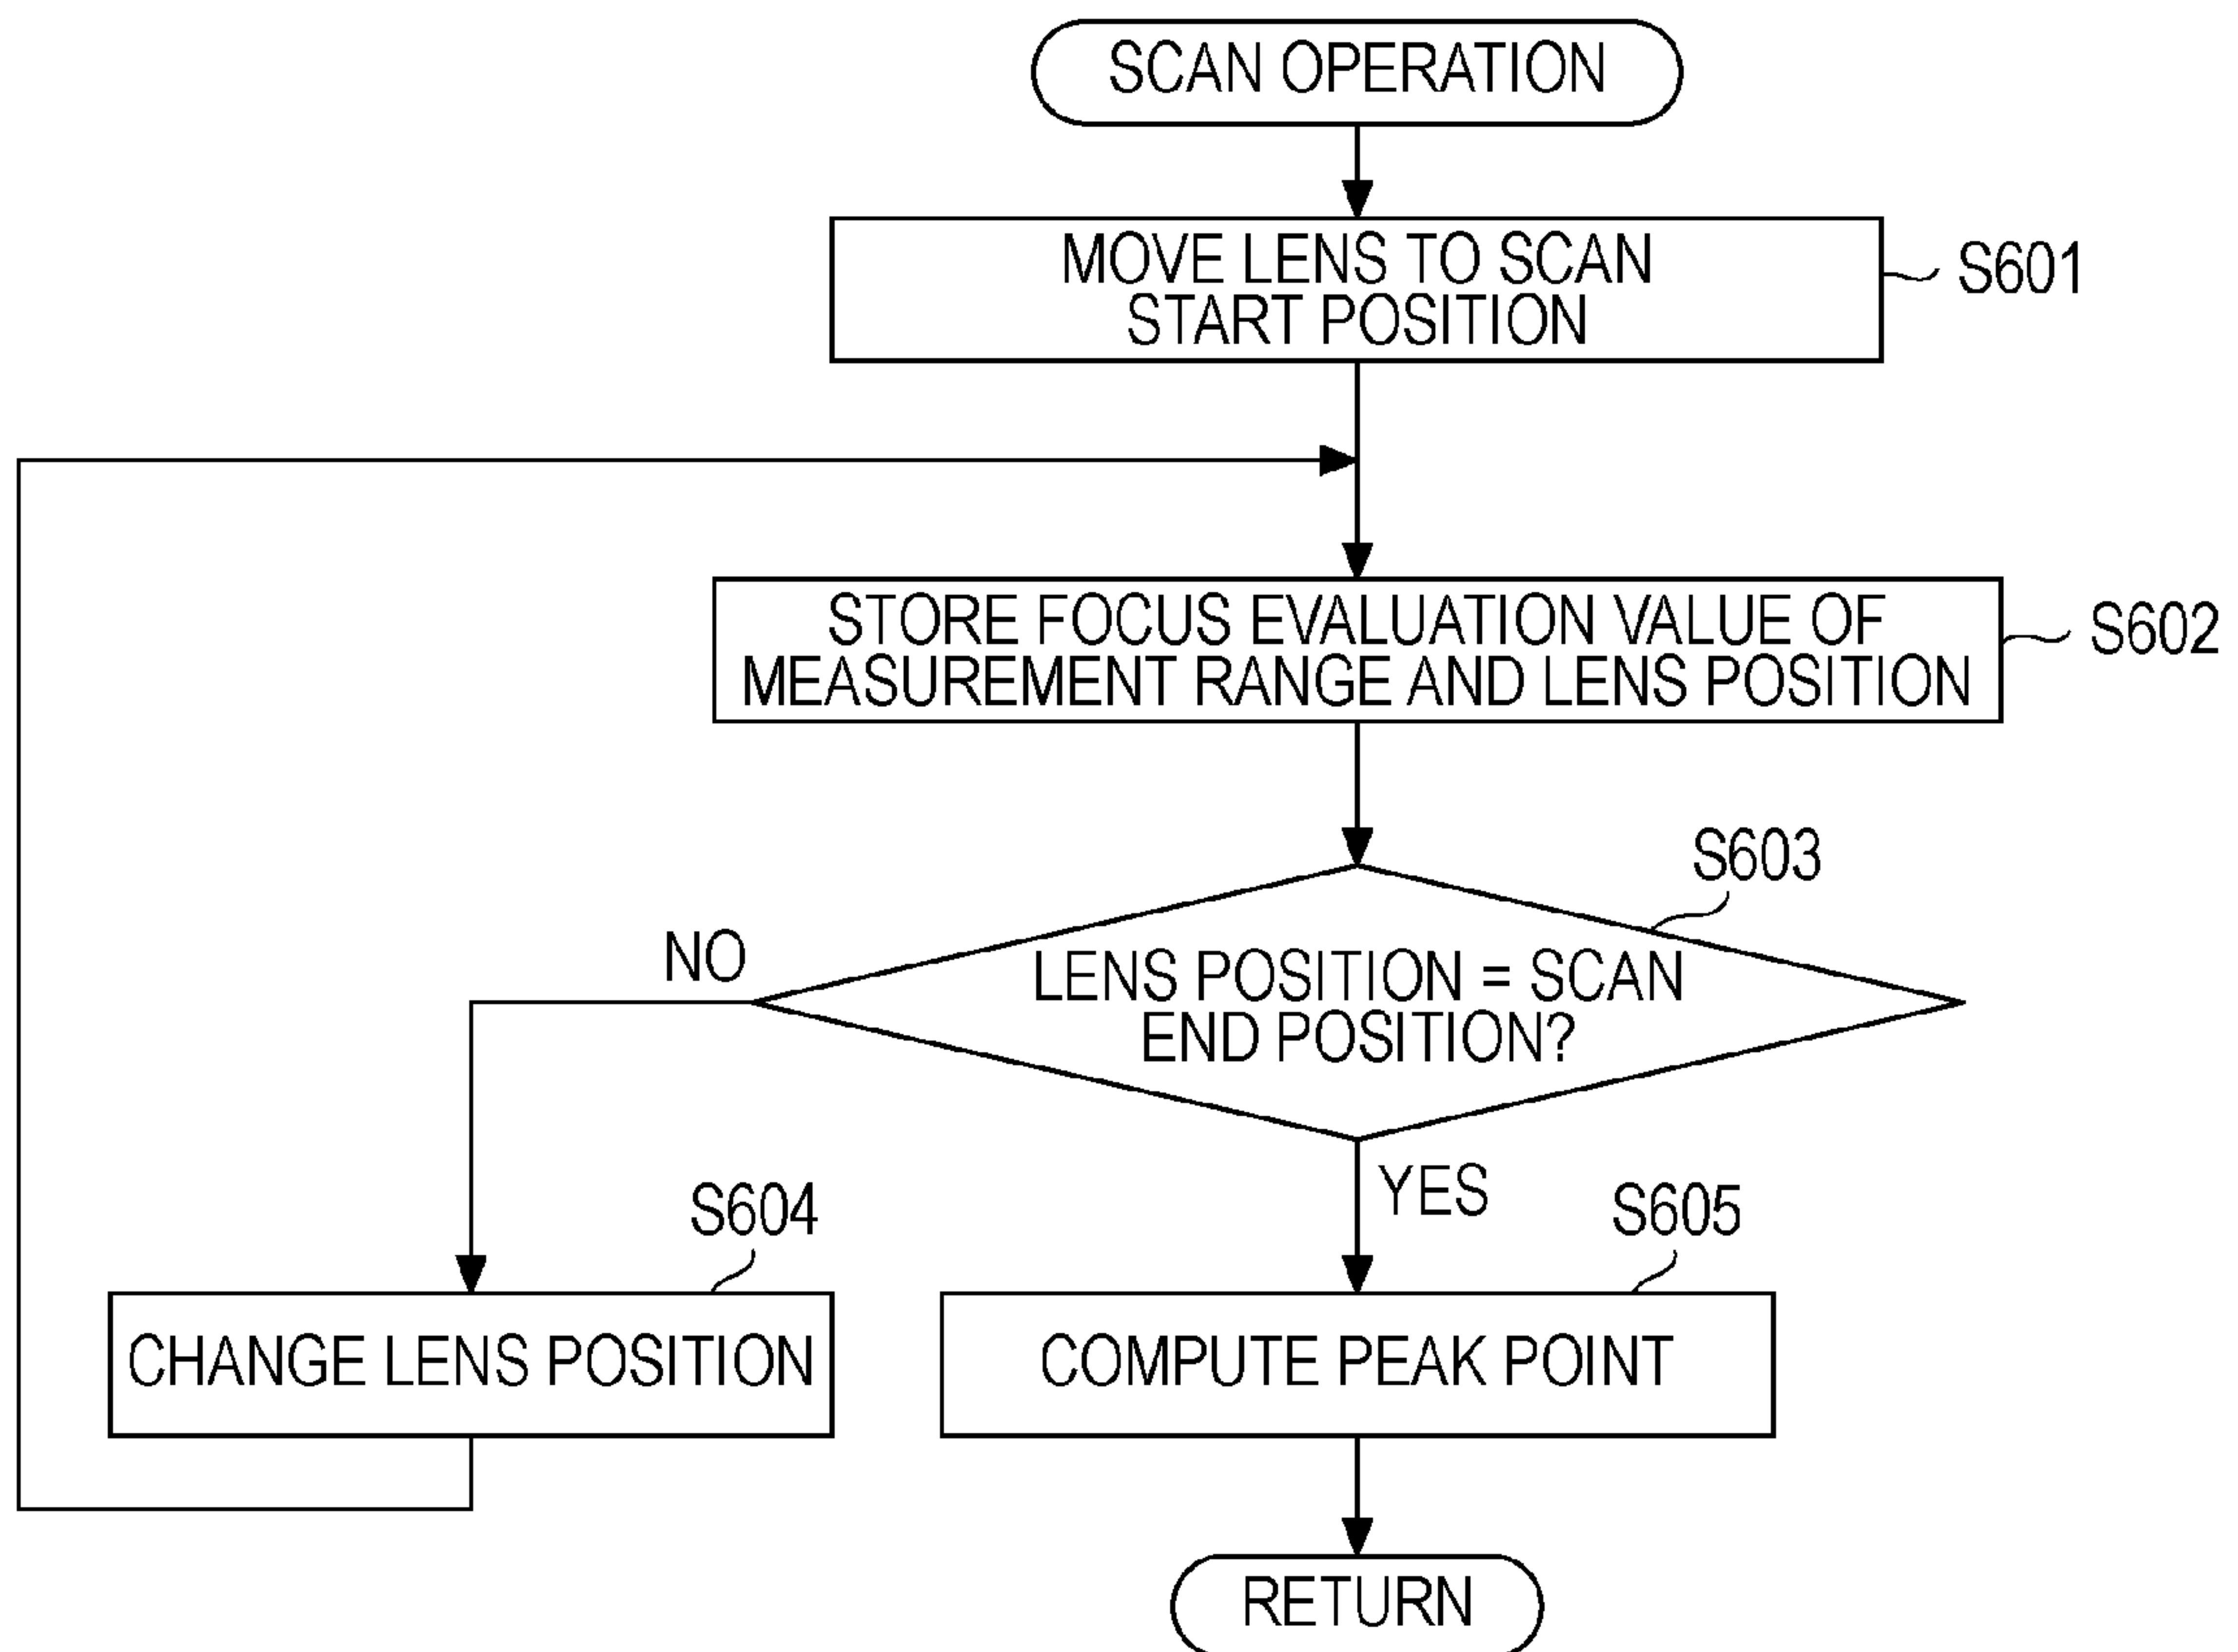 SCAN OPERATION
MOVE LENS TO SCAN
START POSITION
S601
STORE FOCUS EVALUATION VALUE OF
MEASUREMENT RANGE AND LENS POSITION
S602
S603
LENS POSITION = SCAN
END POSITION?
NO
YES
S604
CHANGE LENS POSITION
S605
COMPUTE PEAK POINT
RETURN